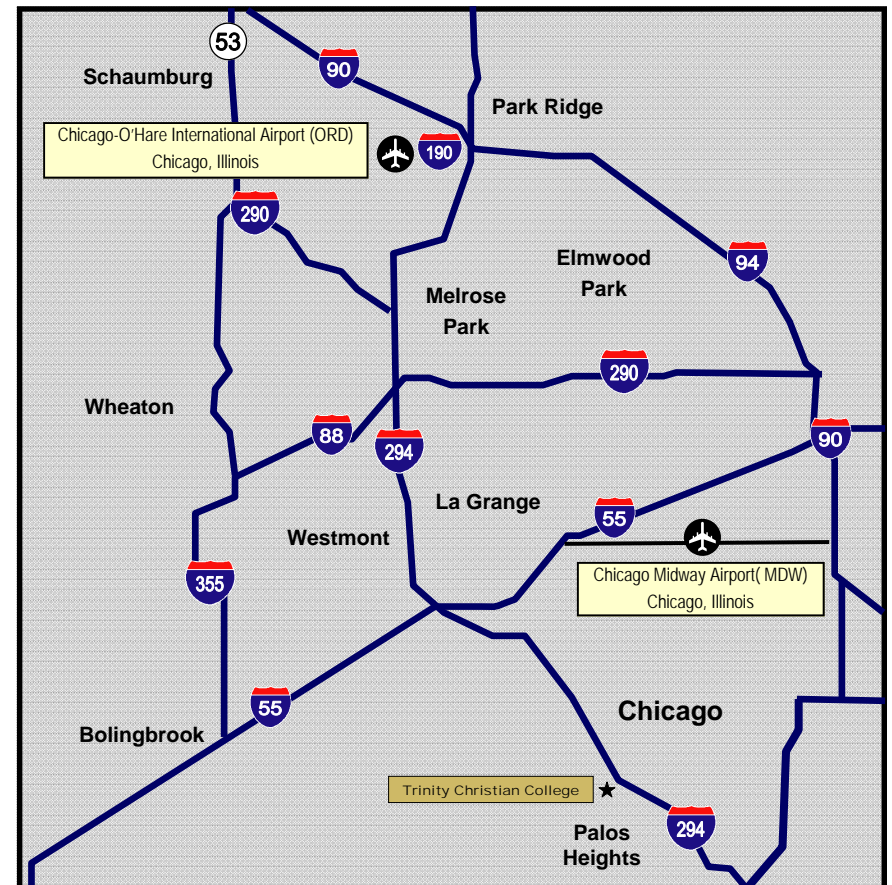 53
90
Schaumburg
Park Ridge
Chicago-O'Hare International Airport (ORD)
Chicago, Illinois
190
290
94
Elmwood
Park
Melrose
Park
290
Wheaton
88
294
90
La Grange
55
Westmont
355
Chicago Midway Airport( MDW)
Chicago, Illinois
55
Chicago
Bolingbrook
Trinity Christian College
294
Palos
Heights